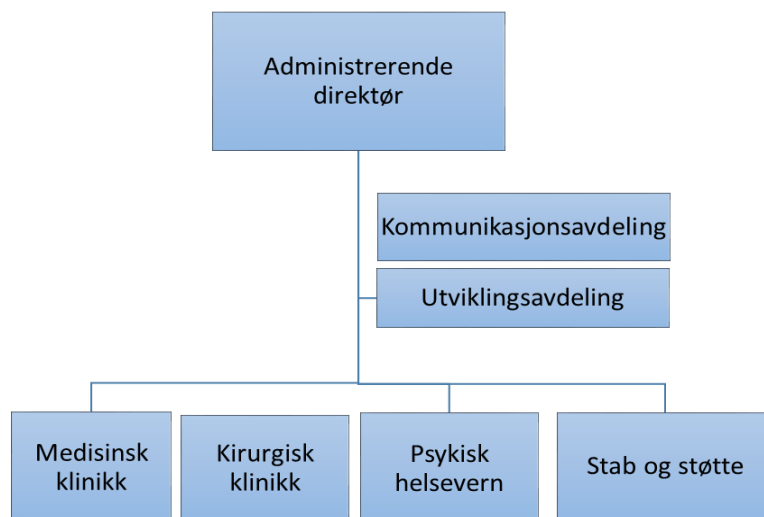 Administrerende
direktør
Kommunikasjonsavdeling
Utviklingsavdeling
Medisinsk
klinikk
Kirurgisk
klinikk
Psykisk
helsevern
Stab og støtte